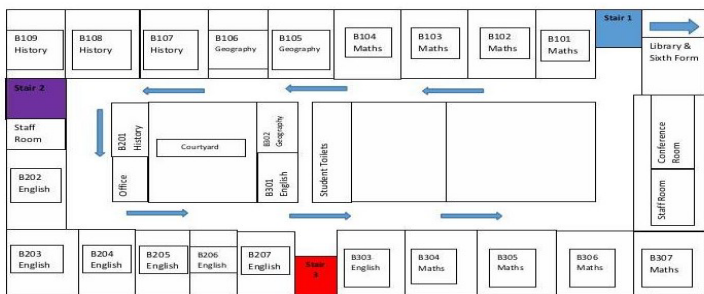 B109
History
B108
History
B107
History
B106
Geography
B105
Geography
B104
Maths
B103
Maths
B102
Maths
B101
Maths
Stair 1
Library &
Sixth Form
Stair 2
Staff
Room
B201
History
Courtyard
B302
Geography
Student Toilets
Conference
Room
B202
English
Office
B301
English
Staff Room
B203
English
B204
English
B205
English
B206
English
B207
English
Stair
3
B303
English
B304
Maths
B305
Maths
B306
Maths
B307
Maths